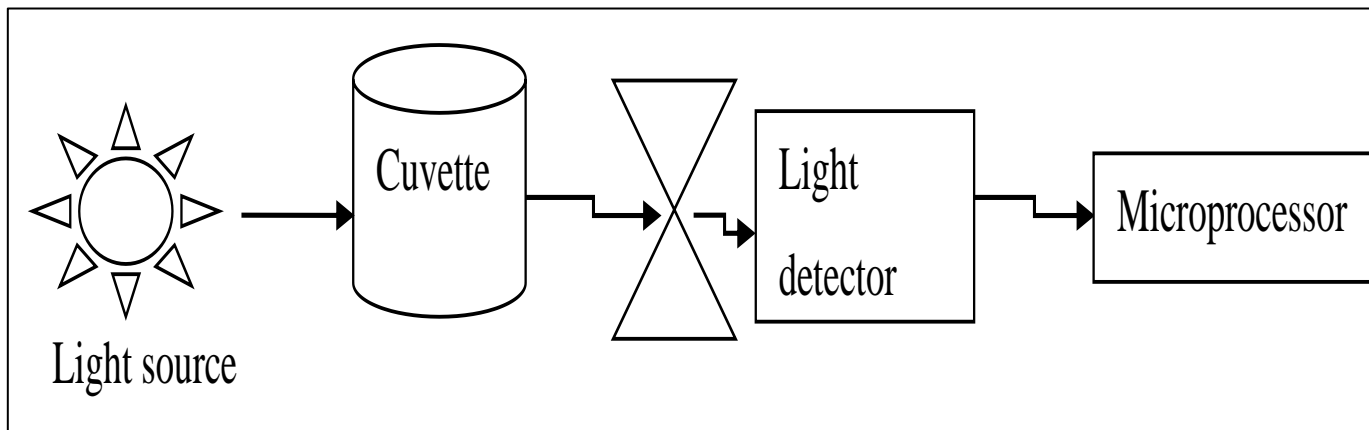 Light source
Cuvette
Light
detector
Microprocessor